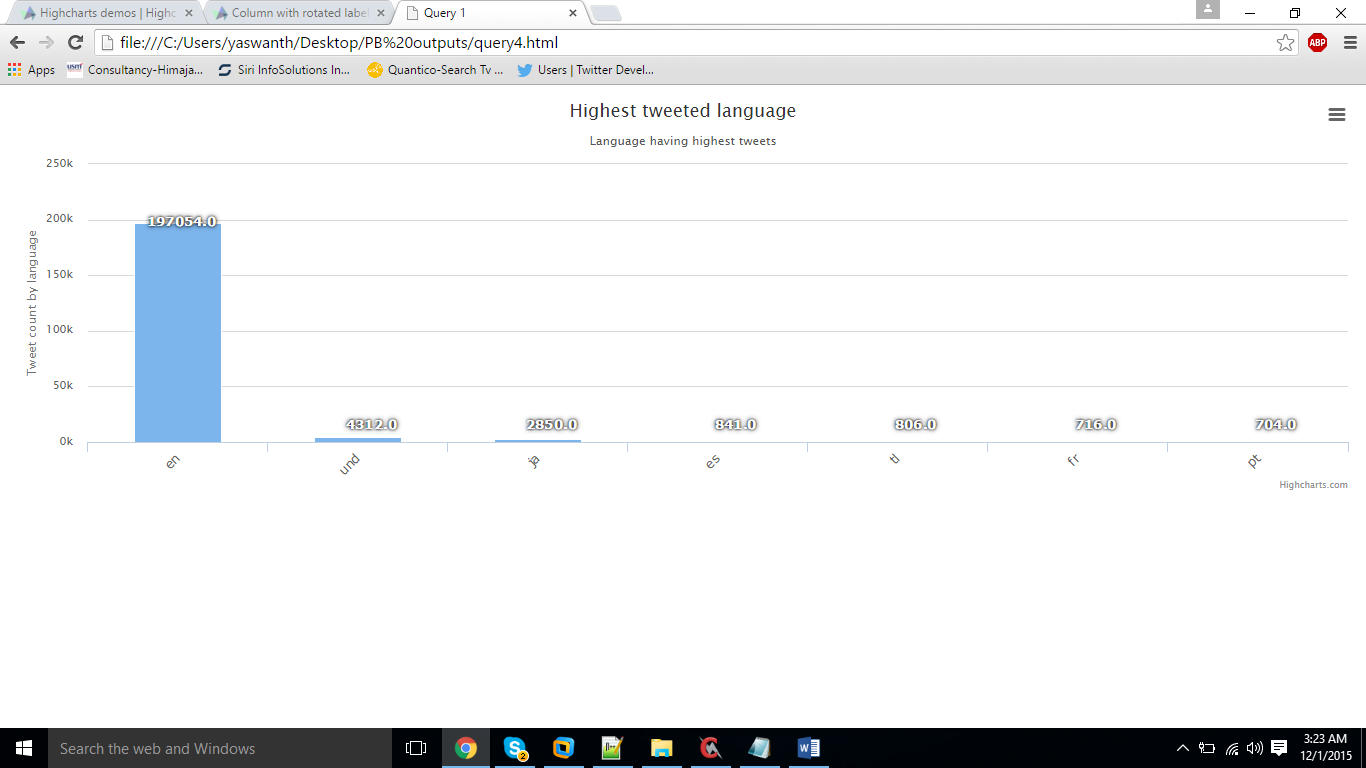 Highcharts demos | Highc
Column with rotated label
Query 1
file:///C:/Users/yaswanth/Desktop/PB%20outputs/query4.html
ABP
Apps
usmf Consultancy-Himaja...
Siri InfoSolutions In...
Quantico-Search Tv ...
Users | Twitter Devel...
Highest tweeted language
Language having highest tweets
Tweet count by language
250k
200k
150k
100k
50k
0k
197054.0
4312.0
2850.0
841.0
806.0
716.0
704.0
en
und
ja
es
tl
fr
pt
Highcharts.com
Search the web and Windows
2
3:23 AM
12/1/2015